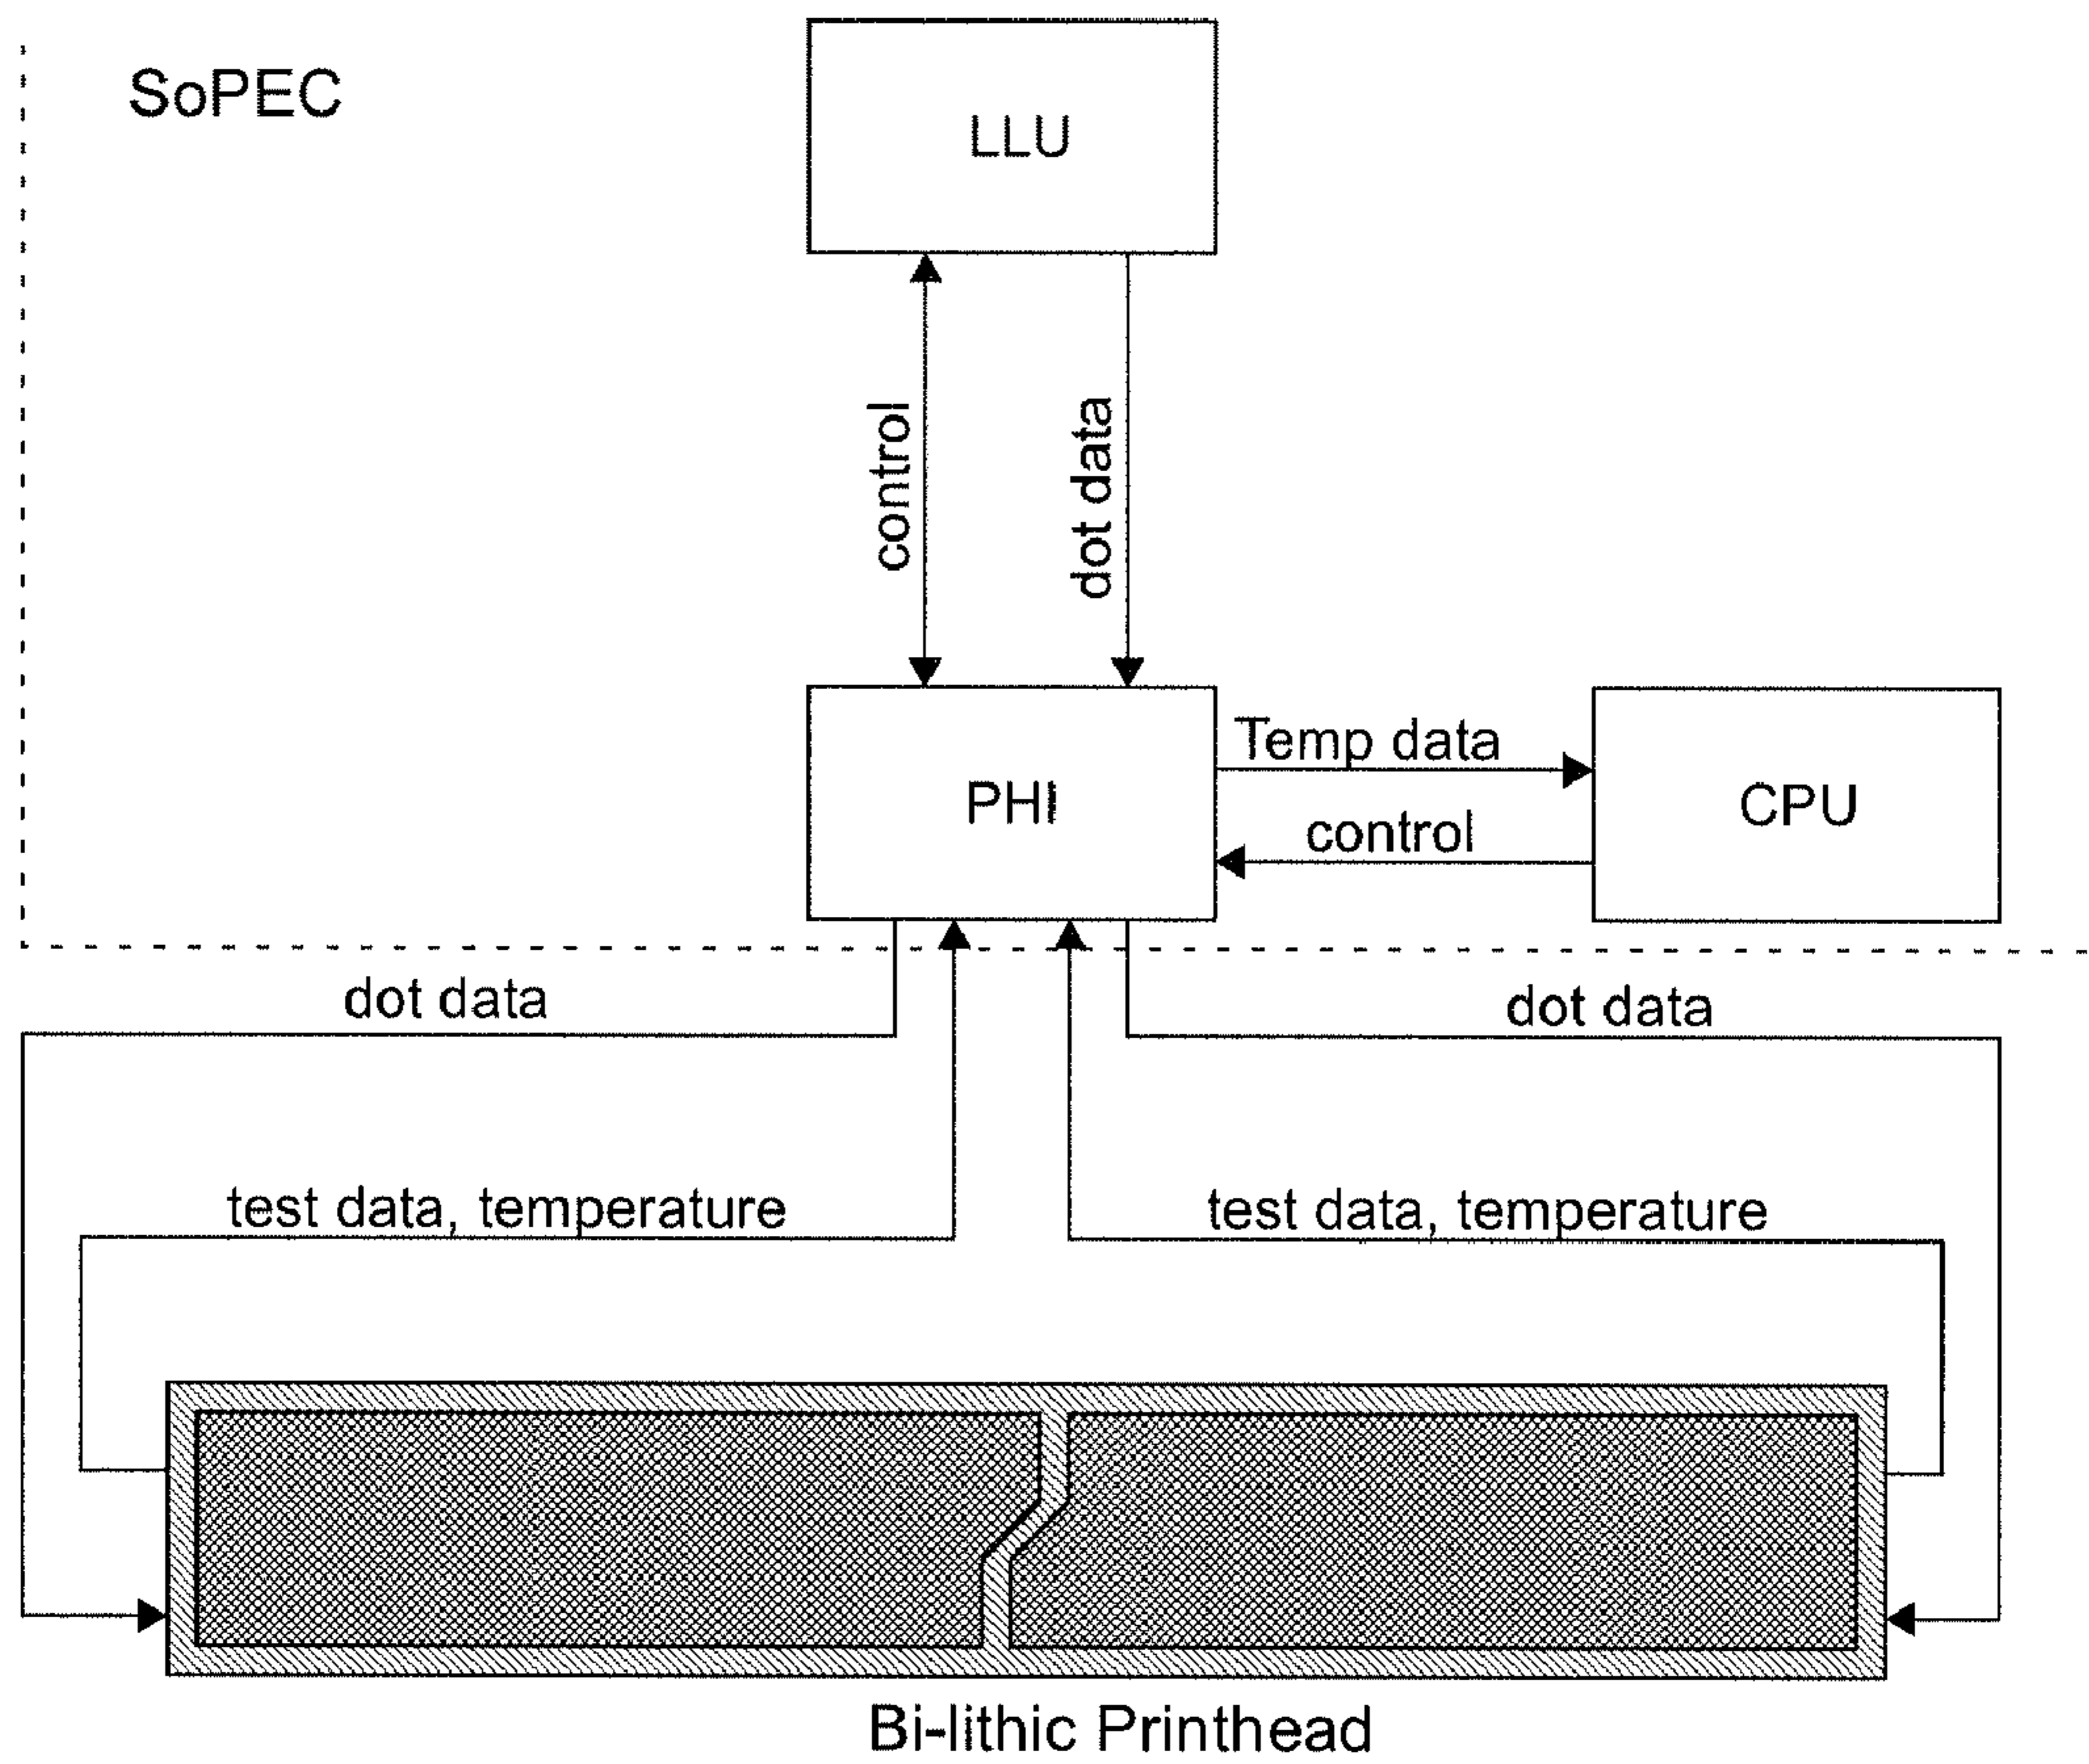 SoPEC
LLU
control
dot data
PHI
Temp data
control
CPU
dot data
dot data
test data, temperature
test data, temperature
Bi-lithic Printhead